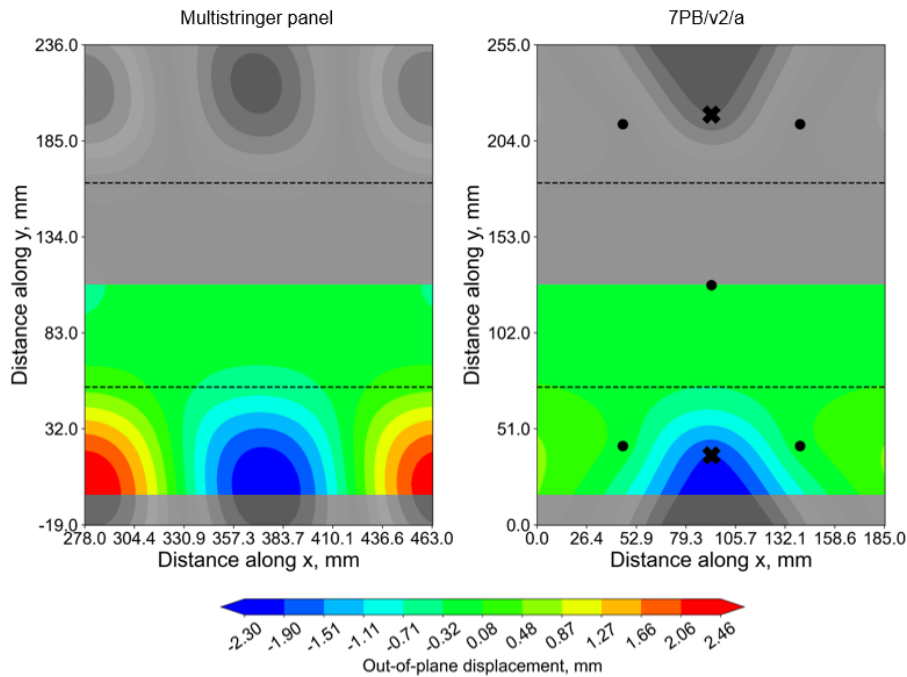 Multistringer panel
7PB/v2/a
236.0
185.0
134.0
83.0
32.0
-19.0
Distance along y, mm
278.0 304.4 330.9 357.3 383.7 410.1 436.6 463.0
Distance along x, mm
255.0
204.0
153.0
102.0
51.0
0.0
Distance along y, mm
0.0 26.4 52.9 79.3 105.7 132.1 158.6 185.0
Distance along x, mm
-2.30 -1.90 -1.51 -1.11 -0.71 -0.32 0.08 0.48 0.87 1.27 1.66 2.06 2.46
Out-of-plane displacement, mm